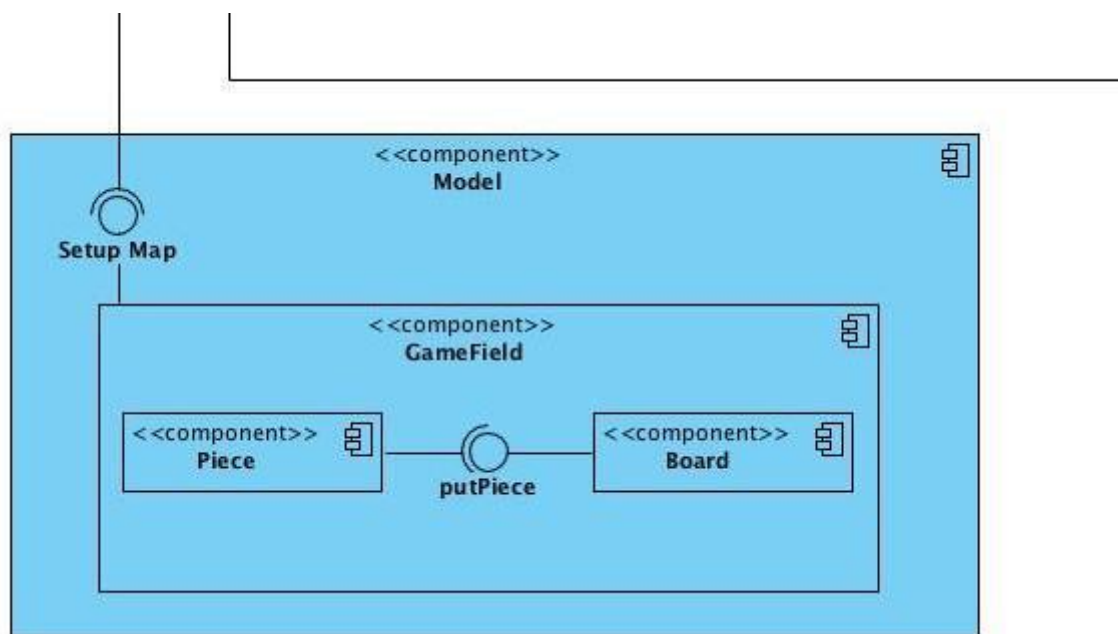 <<component>>
Model
Setup Map
<<component>>
GameField
<<component>>
Piece
putPiece
<<component>>
Board